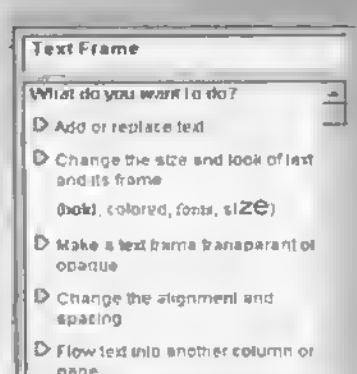 Text Frame
What do you want to do?
Add or replace text
Change the size and look of text
and its frame
(bold, colored, fonts, size)
Make a text frame transparent or
opaque
Change the alignment and
spacing
Flow text into another column or
page